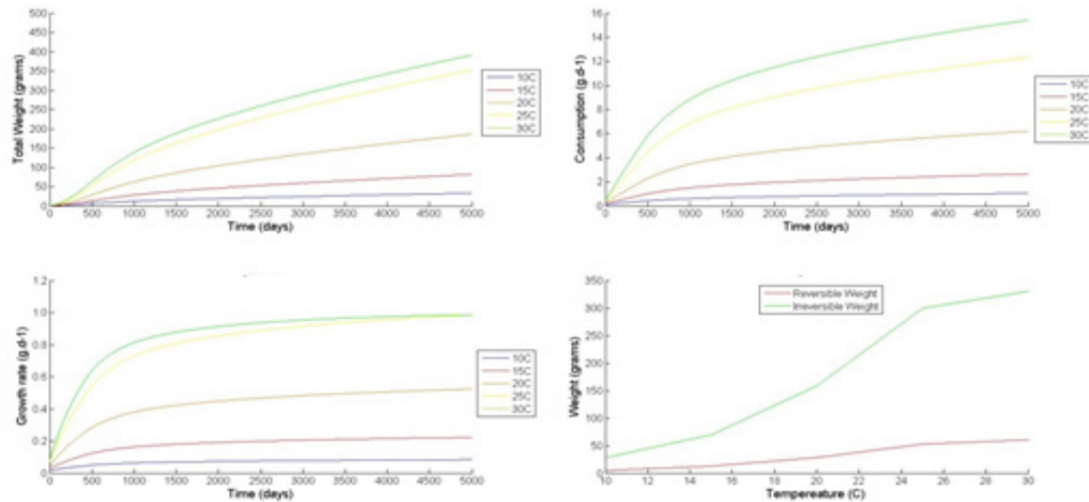 500
450
400
350
300
250
200
150
100
50
0
Total Weight (grams)
0 500 1000 1500 2000 2500 3000 3500 4000 4500 5000
Time (days)
10C
15C
20C
25C
30C
16
14
12
10
8
6
4
2
0
Consumption (g.d-1)
0 500 1000 1500 2000 2500 3000 3500 4000 4500 5000
Time (days)
10C
15C
20C
25C
30C
1.2
1.0
0.8
0.6
0.4
0.2
0
Growth rate (g.d-1)
0 500 1000 1500 2000 2500 3000 3500 4000 4500 5000
Time (days)
10C
15C
20C
25C
30C
350
300
250
200
150
100
50
0
Weight (grams)
10 12 14 16 18 20 22 24 26 28 30
Tempereature (C)
Reversible Weight
Irreversible Weight